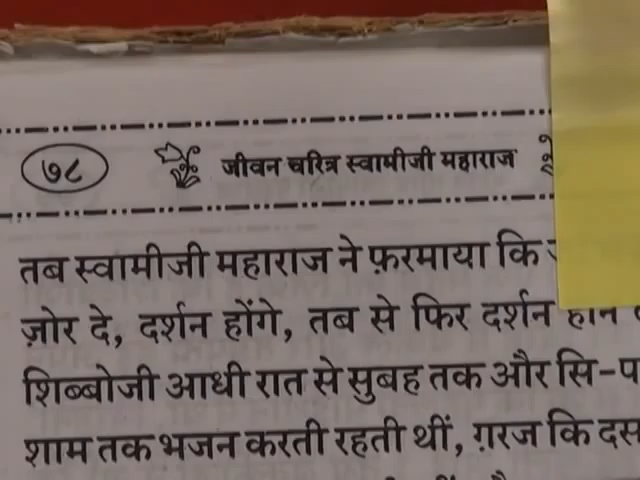 ७८ जीवन चरित्र स्वामीजी महाराज
तब स्वामीजी महाराज ने फ़रमाया कि
ज़ोर दे, दर्शन होंगे, तब से फिर दर्शन होने
शिब्बोजी आधी रात से सुबह तक और सि-प
शाम तक भजन करती रहती थीं, ग़रज कि दस